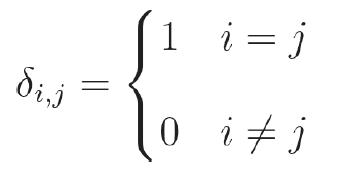 δ_{i,j} = { 1 i = j
0 i ≠ j